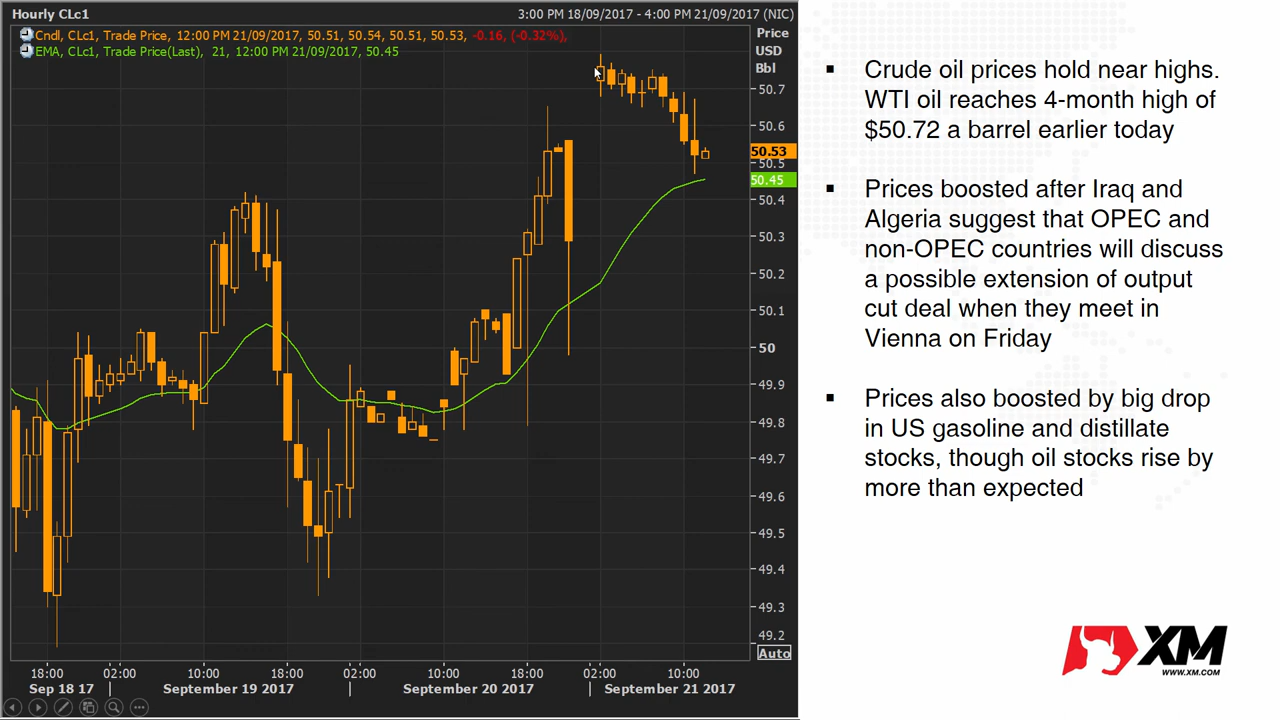 Hourly CLc1
3:00 PM 18/09/2017 - 4:00 PM 21/09/2017 (NIC)
Cndl, CLc1, Trade Price, 12:00 PM 21/09/2017, 50.51, 50.54, 50.51, 50.53, -0.16, (-0.32%),
EMA, CLc1, Trade Price(Last), 21, 12:00 PM 21/09/2017, 50.45
Price
USD
Bbl
50.7
50.6
50.53
50.5
50.45
50.4
50.3
50.2
50.1
50
49.9
49.8
49.7
49.6
49.5
49.4
49.3
49.2
Auto
18:00 02:00 10:00 18:00 02:00 10:00 18:00 02:00 10:00
Sep 18 17 September 19 2017 September 20 2017 September 21 2017
▪ Crude oil prices hold near highs.
WTI oil reaches 4-month high of
$50.72 a barrel earlier today
▪ Prices boosted after Iraq and
Algeria suggest that OPEC and
non-OPEC countries will discuss
a possible extension of output
cut deal when they meet in
Vienna on Friday
▪ Prices also boosted by big drop
in US gasoline and distillate
stocks, though oil stocks rise by
more than expected
XM
WWW.XM.COM